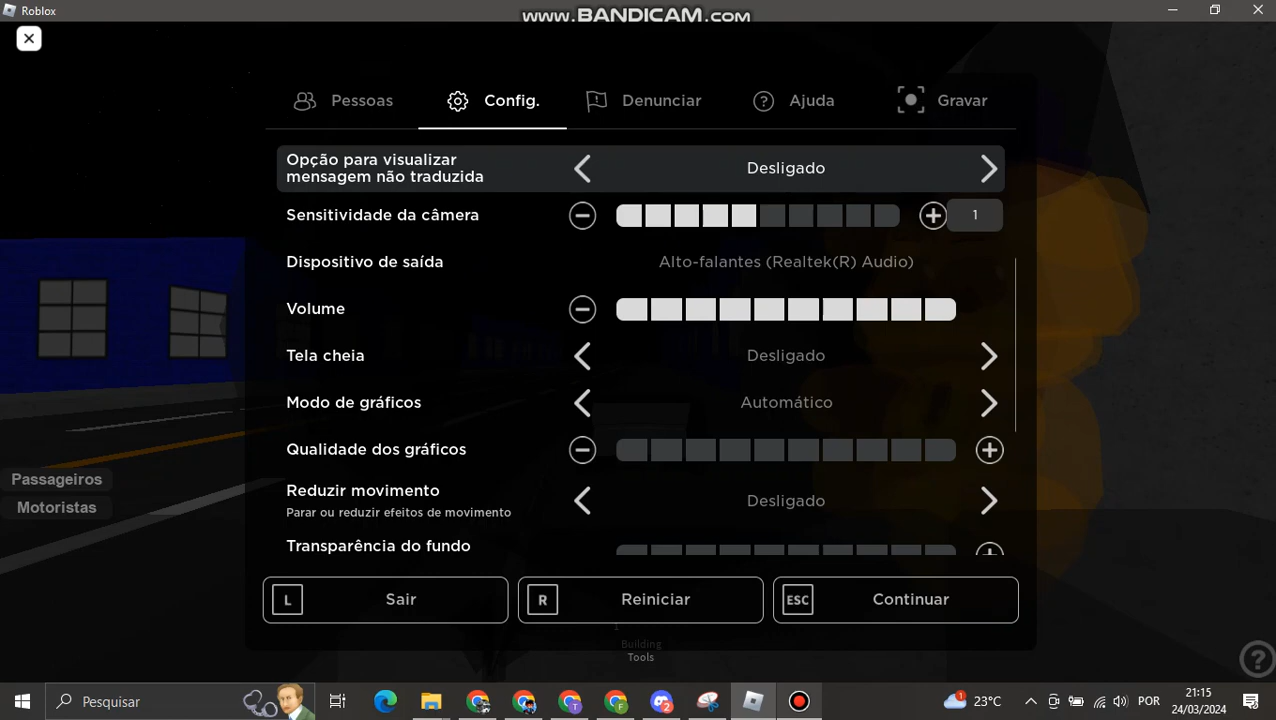 Roblox
www.BANDICAM.com
Pessoas
Config.
Denunciar
Ajuda
Gravar
Opção para visualizar
mensagem não traduzida
Desligado
Sensitividade da câmera
1
Dispositivo de saída
Alto-falantes (Realtek(R) Audio)
Volume
Tela cheia
Desligado
Modo de gráficos
Automático
Qualidade dos gráficos
Passageiros
Motoristas
Reduzir movimento
Parar ou reduzir efeitos de movimento
Desligado
Transparência do fundo
L
Sair
R
Reiniciar
ESC
Continuar
Building
Tools
Pesquisar
23°C
POR
21:15
24/03/2024